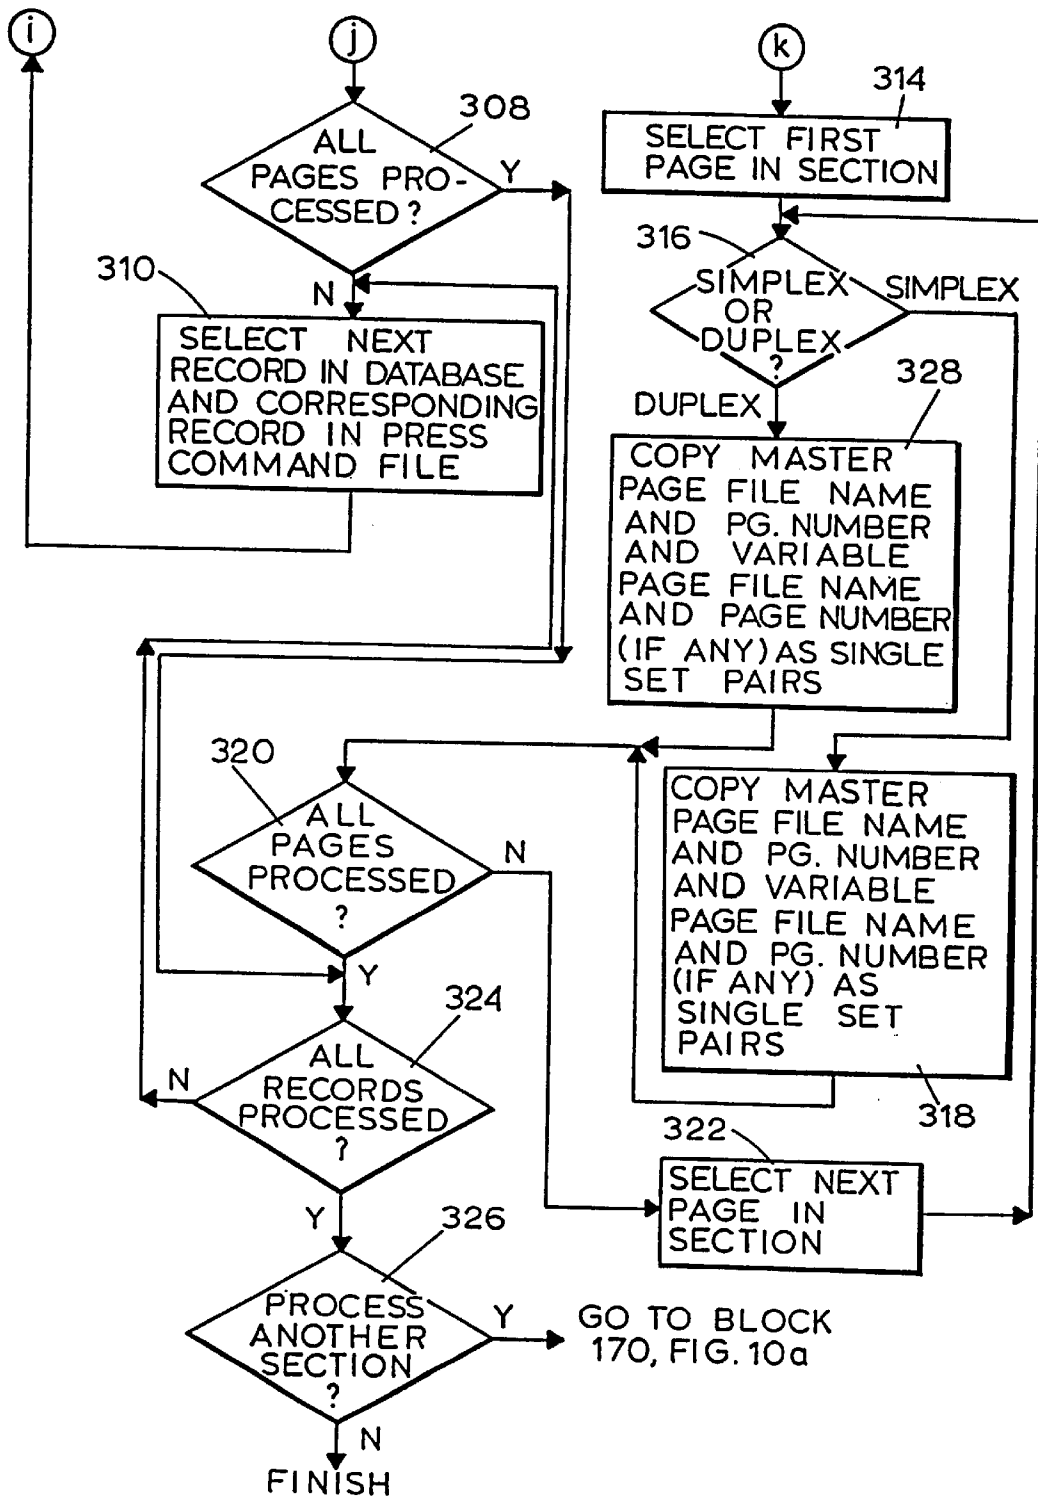 i
j
308
ALL
PAGES PRO-
CESSED?
Y
N
310
SELECT NEXT
RECORD IN DATABASE
AND CORRESPONDING
RECORD IN PRESS
COMMAND FILE
k
314
SELECT FIRST
PAGE IN SECTION
316
SIMPLEX
OR
DUPLEX
?
SIMPLEX
DUPLEX
328
COPY MASTER
PAGE FILE NAME
AND PG. NUMBER
AND VARIABLE
PAGE FILE NAME
AND PAGE NUMBER
(IF ANY) AS SINGLE
SET PAIRS
COPY MASTER
PAGE FILE NAME
AND PG. NUMBER
AND VARIABLE
PAGE FILE NAME
AND PG. NUMBER
(IF ANY) AS
SINGLE SET
PAIRS
318
320
ALL
PAGES
PROCESSED
?
N
Y
322
SELECT NEXT
PAGE IN
SECTION
324
ALL
RECORDS
PROCESSED
?
N
Y
326
PROCESS
ANOTHER
SECTION
?
Y
GO TO BLOCK
170, FIG. 10a
N
FINISH